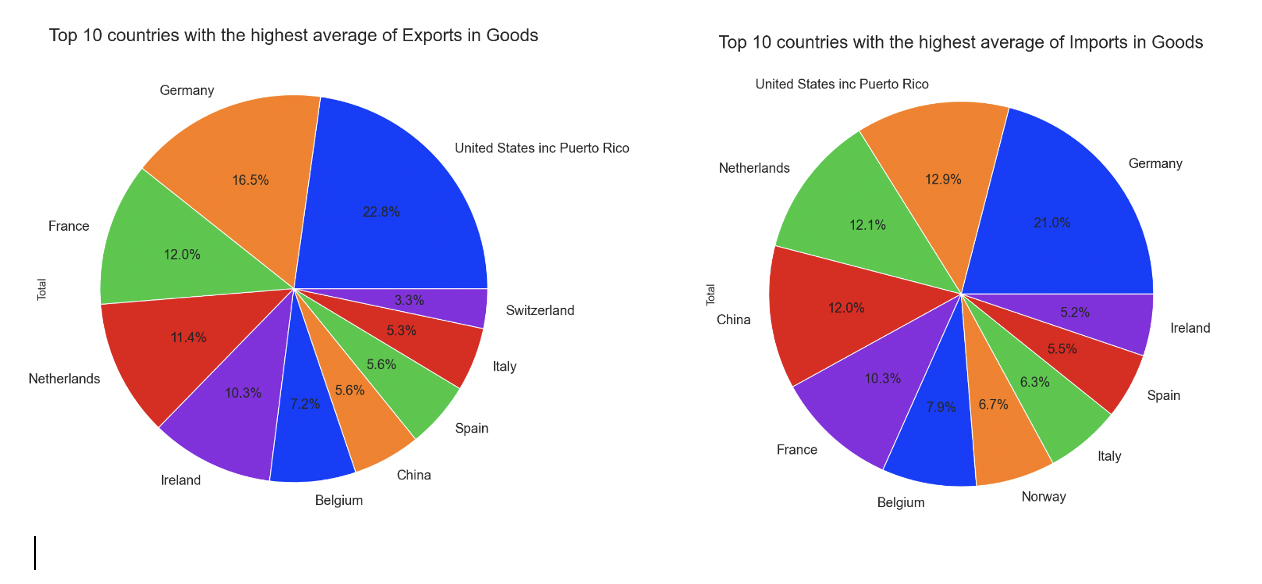 Top 10 countries with the highest average of Exports in Goods
Germany
United States inc Puerto Rico
16.5%
22.8%
France
12.0%
Total
3.3%
Switzerland
5.3%
11.4%
Italy
5.6%
Netherlands
10.3%
5.6%
7.2%
Spain
China
Ireland
Belgium
Top 10 countries with the highest average of Imports in Goods
United States inc Puerto Rico
Germany
Netherlands
12.9%
21.0%
12.1%
Total
12.0%
5.2%
China
Ireland
5.5%
10.3%
6.3%
Spain
7.9%
6.7%
France
Italy
Norway
Belgium